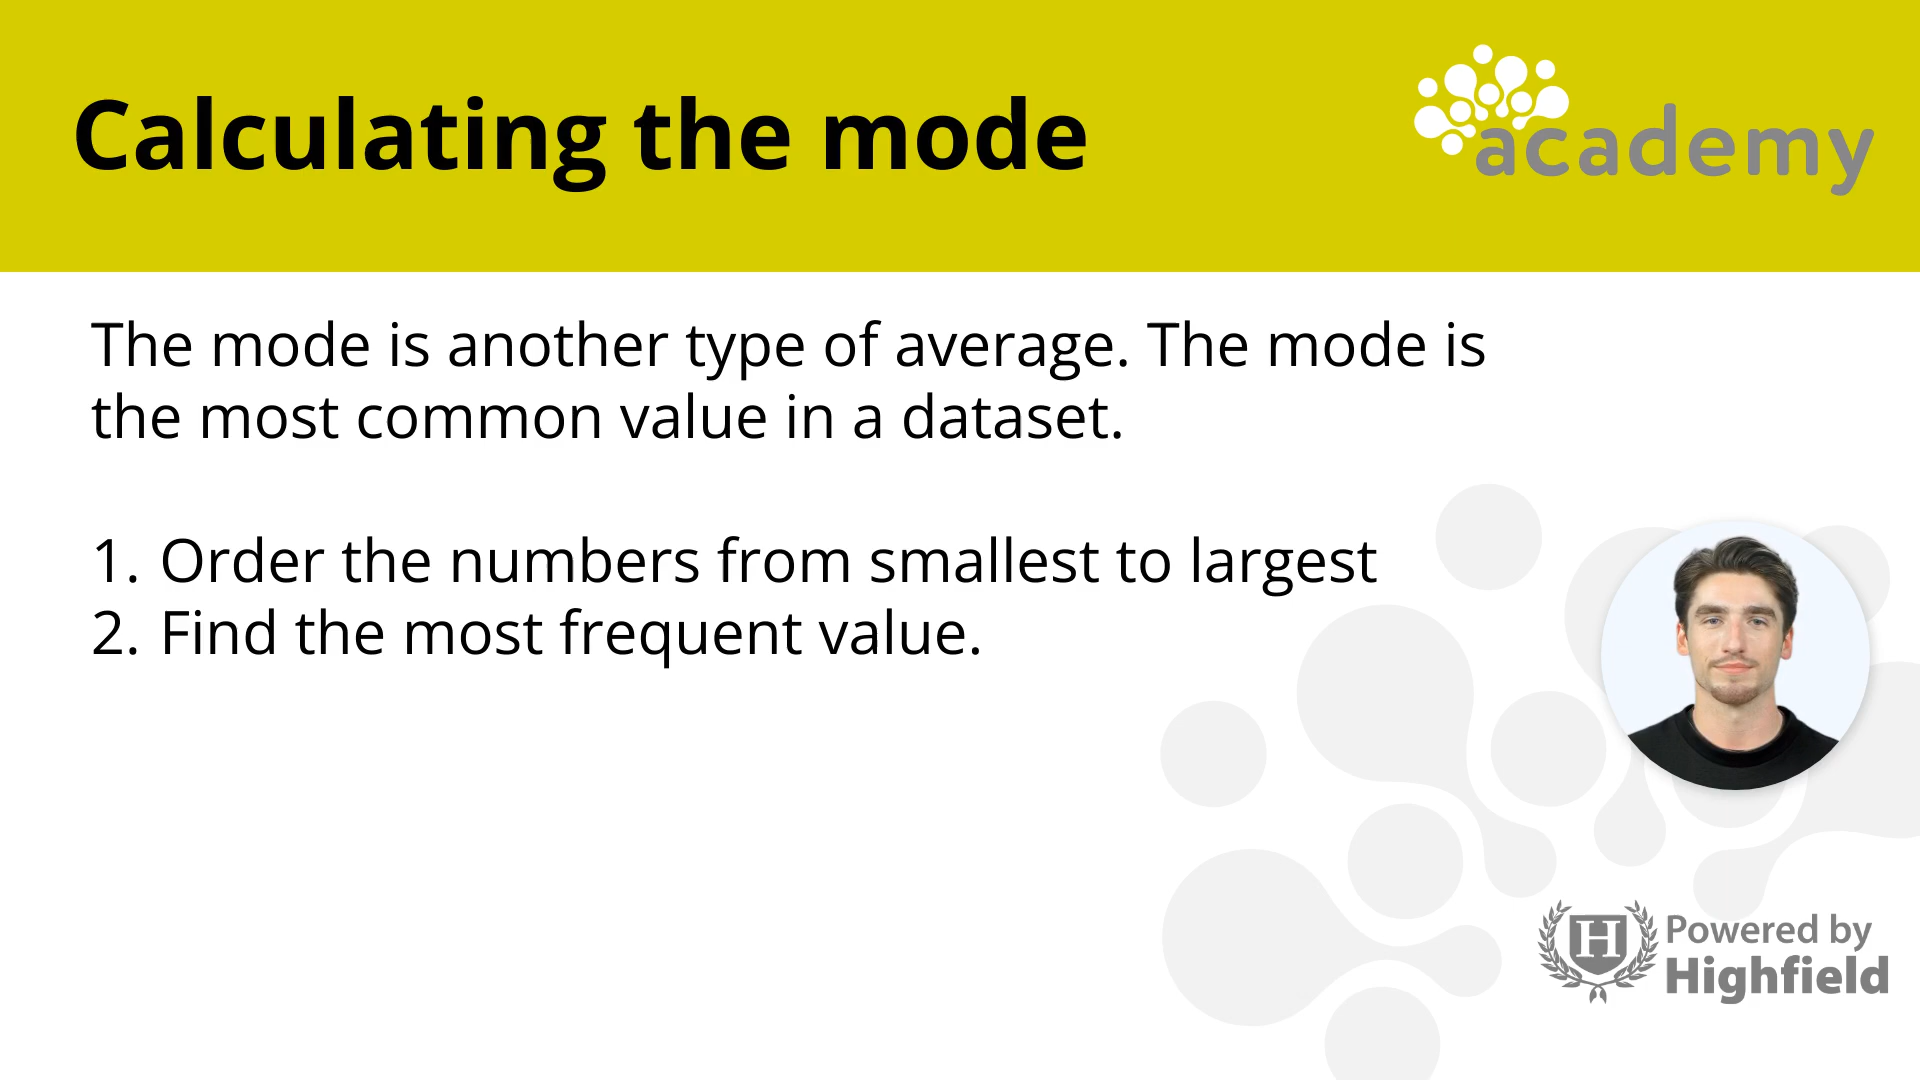 Calculating the mode
academy
The mode is another type of average. The mode is
the most common value in a dataset.
1. Order the numbers from smallest to largest
2. Find the most frequent value.
H
Powered by
Highfield